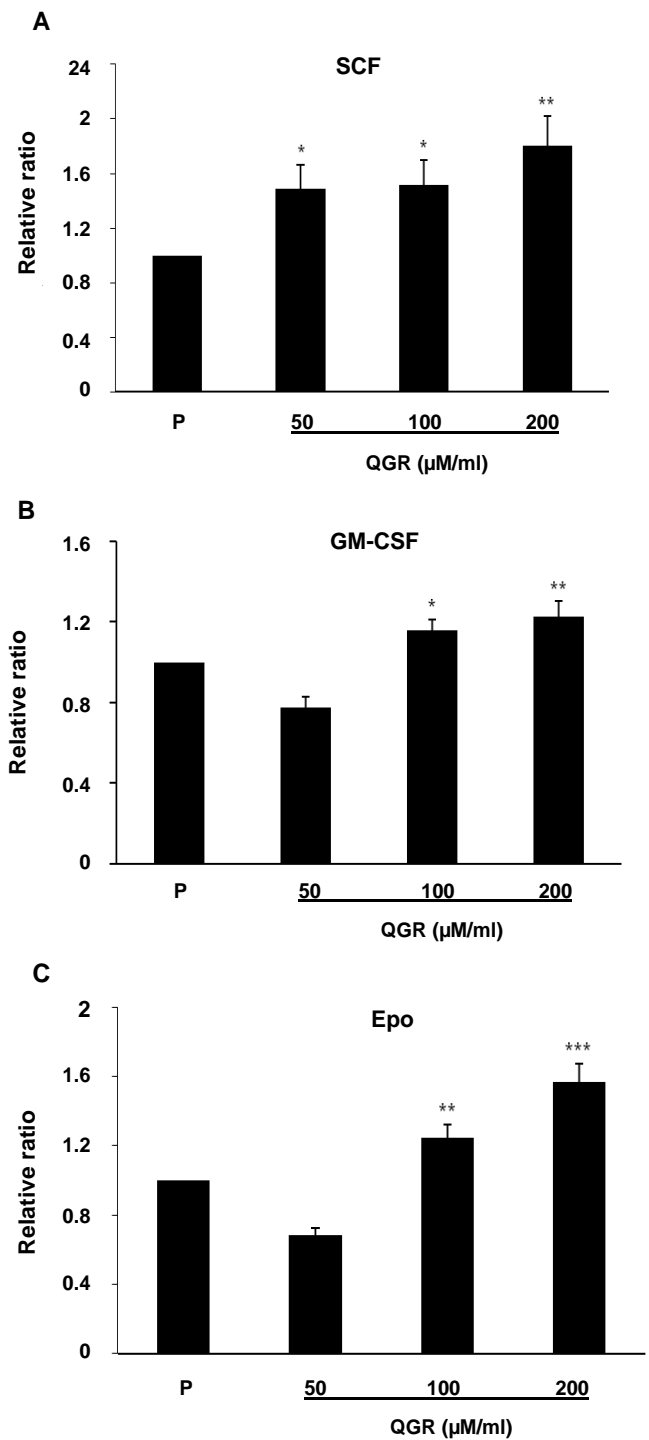 A
SCF
24
2
1.6
1.2
0.8
0.4
0
Relative ratio
* * **
P 50 100 200
QGR (µM/ml)
B
GM-CSF
1.6
1.2
0.8
0.4
0
Relative ratio
* **
P 50 100 200
QGR (µM/ml)
C
Epo
2
1.6
1.2
0.8
0.4
0
Relative ratio
** ***
P 50 100 200
QGR (µM/ml)